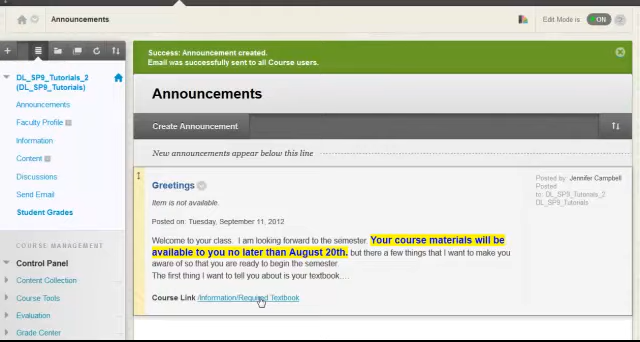 Announcements
Edit Mode is
ON
Success: Announcement created.
Email was successfully sent to all Course users.
DL_SP9_Tutorials_2
(DL_SP9_Tutorials)
Announcements
Faculty Profile
Information
Content
Discussions
Send Email
Student Grades
COURSE MANAGEMENT
Control Panel
Content Collection
Course Tools
Evaluation
Grade Center
Announcements
Create Announcement
New announcements appear below this line
Greetings
Item is not available.
Posted on: Tuesday, September 11, 2012
Welcome to your class. I am looking forward to the semester. Your course materials will be
available to you no later than August 20th. but there a few things that I want to make you
aware of so that you are ready to begin the semester.
The first thing I want to tell you about is your textbook....
Course Link /Information/Required Textbook
Posted by: Jennifer Campbell
Posted
to: DL_SP9_Tutorials_2
DL_SP9_Tutorials